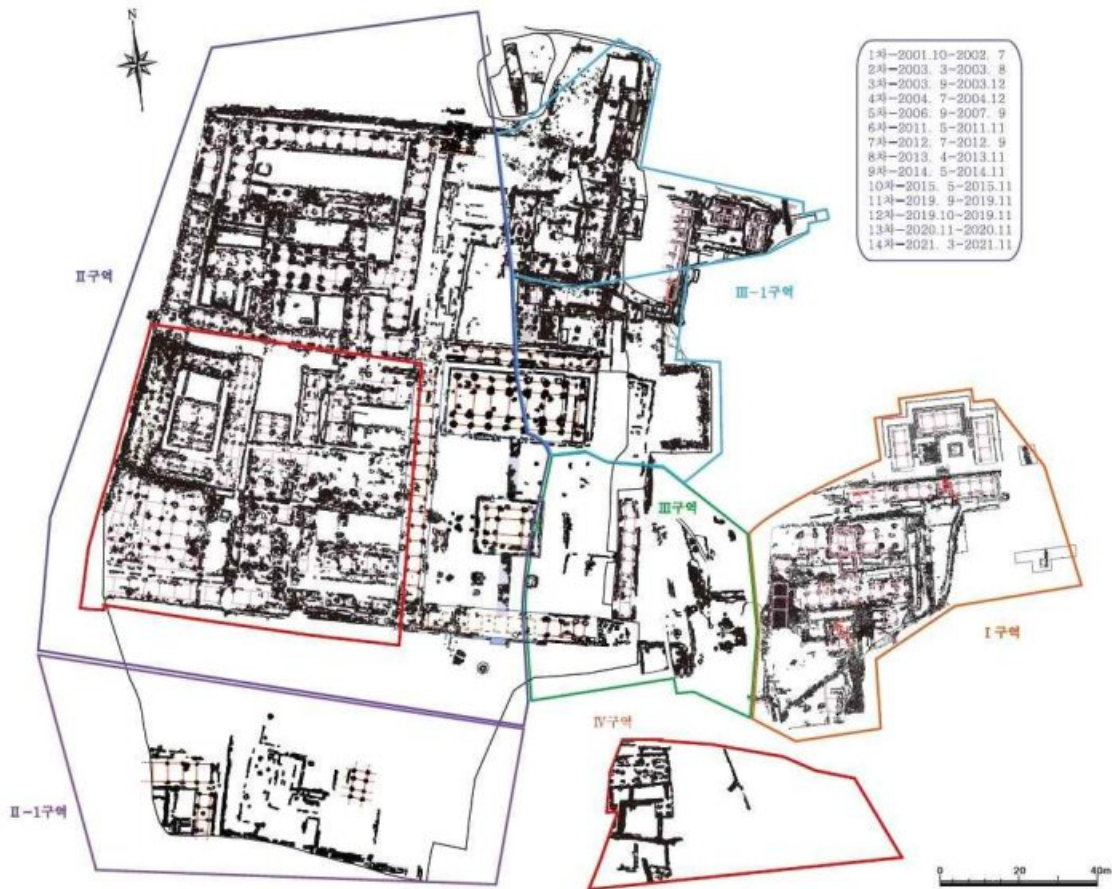 N
1차-2001.10-2002. 7
2차-2003. 3-2003. 8
3차-2003. 9-2003.12
4차-2004. 7-2004.12
5차-2006. 9-2007. 9
6차-2011. 5-2011.11
7차-2012. 7-2012. 9
8차-2013. 4-2013.11
9차-2014. 5-2014.11
10차-2015. 5-2015.11
11차-2019. 9-2019.11
12차-2019.10-2019.11
13차-2020.11-2020.11
14차-2021. 3-2021.11
Ⅱ구역
Ⅲ-1구역
Ⅲ구역
Ⅰ구역
Ⅳ구역
Ⅱ-1구역
0 20 40m